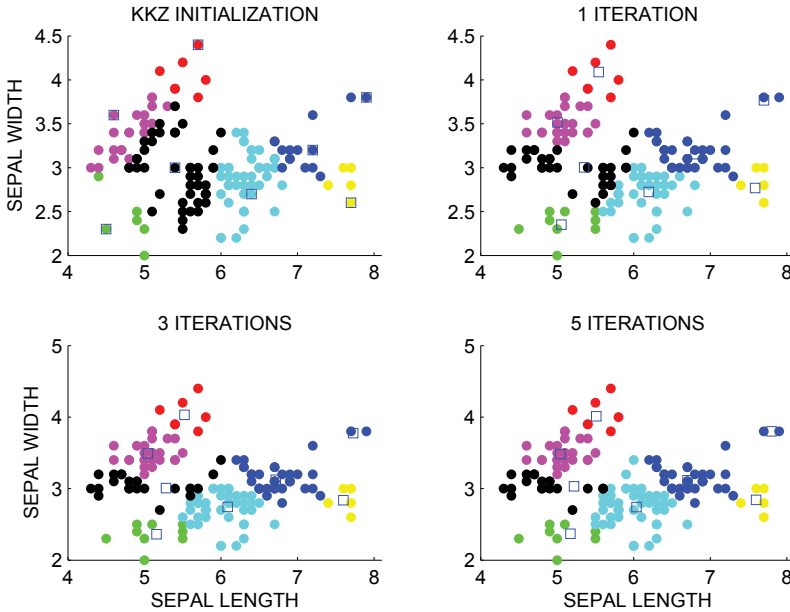 KKZ INITIALIZATION
1 ITERATION
4.5
4
3.5
3
2.5
2
SEPAL WIDTH
4 5 6 7 8
4.5
4
3.5
3
2.5
2
4 5 6 7 8
3 ITERATIONS
5 ITERATIONS
5
4
3
2
SEPAL WIDTH
4 5 6 7 8
SEPAL LENGTH
5
4
3
2
4 5 6 7 8
SEPAL LENGTH